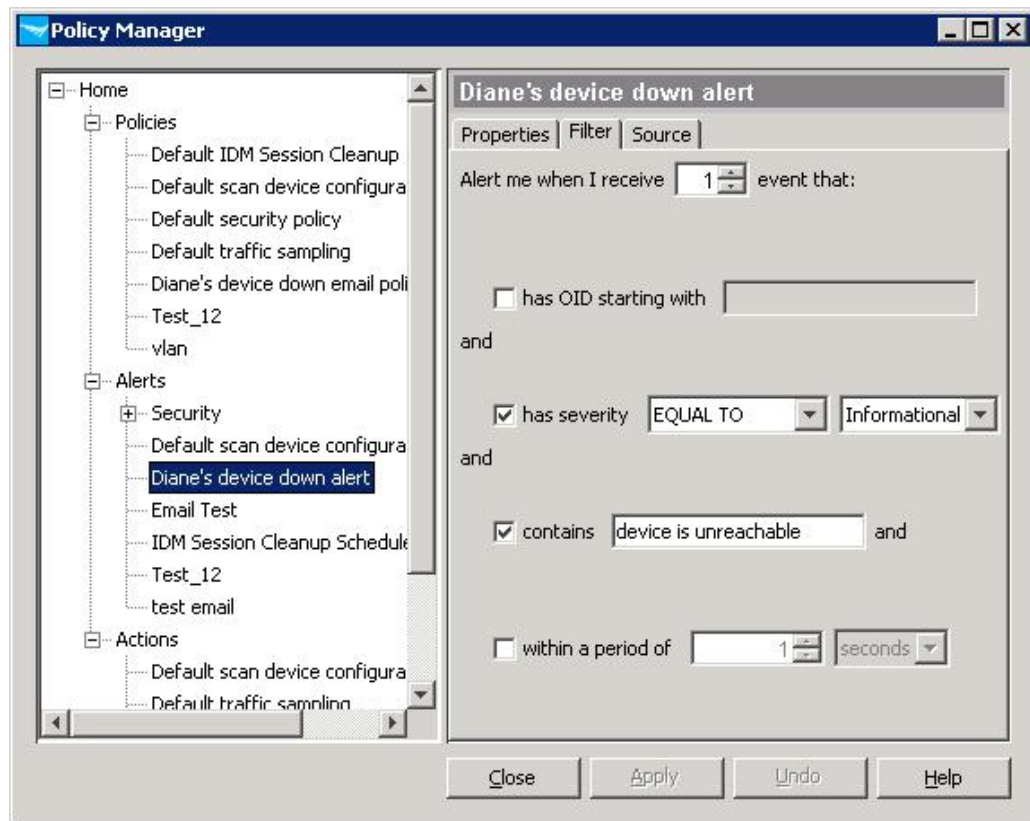 Policy Manager
Home
Policies
Default IDM Session Cleanup
Default scan device configura
Default security policy
Default traffic sampling
Diane's device down email poli
Test_12
vlan
Alerts
Security
Default scan device configura
Diane's device down alert
Email Test
IDM Session Cleanup Schedule
Test_12
test email
Actions
Default scan device configura
Default traffic sampling
Diane's device down alert
Properties Filter Source
Alert me when I receive 1 event that:
has OID starting with
and
has severity EQUAL TO Informational
and
contains device is unreachable and
within a period of 1 seconds
Close Apply Undo Help